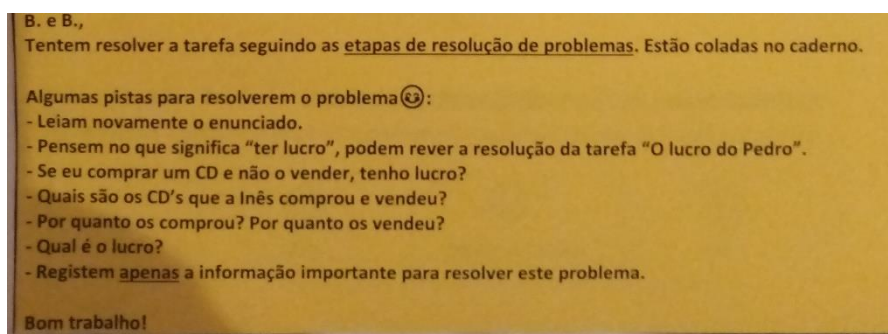 B. e B.,
Tentem resolver a tarefa seguindo as etapas de resolução de problemas. Estão coladas no caderno.
Algumas pistas para resolverem o problema😊:
- Leiam novamente o enunciado.
- Pensem no que significa “ter lucro”, podem rever a resolução da tarefa “O lucro do Pedro”.
- Se eu comprar um CD e não o vender, tenho lucro?
- Quais são os CD’s que a Inês comprou e vendeu?
- Por quanto os comprou? Por quanto os vendeu?
- Qual é o lucro?
- Registem apenas a informação importante para resolver este problema.
Bom trabalho!